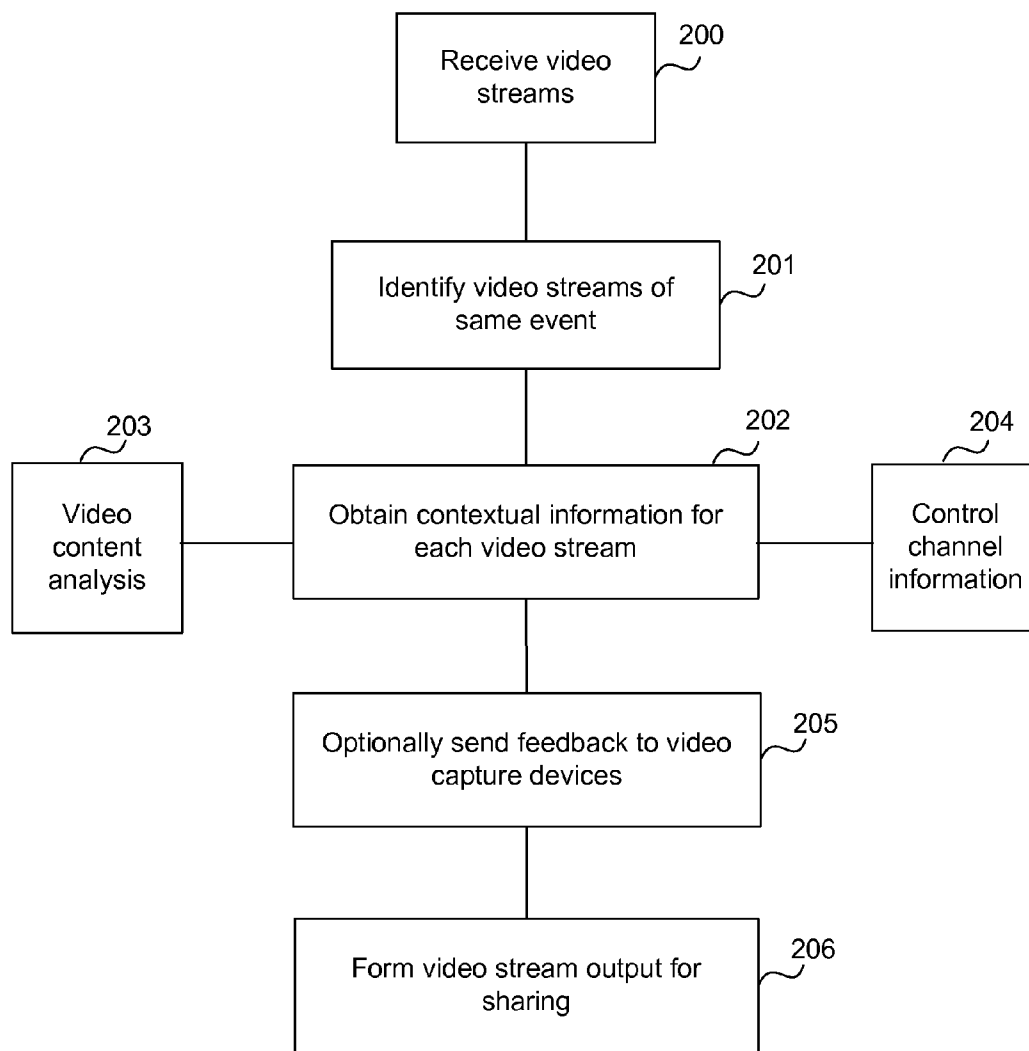 200
Receive video
streams
201
Identify video streams of
same event
203
202
204
Video
content
analysis
Obtain contextual information for
each video stream
Control
channel
information
205
Optionally send feedback to video
capture devices
206
Form video stream output for
sharing